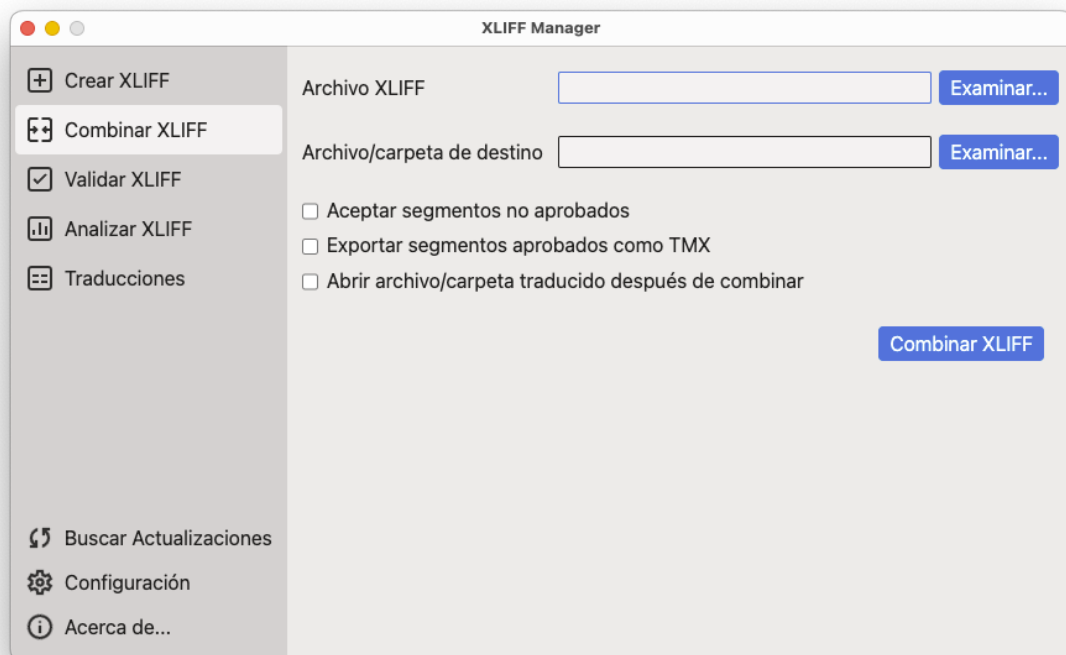 XLIFF Manager
Crear XLIFF
Combinar XLIFF
Validar XLIFF
Analizar XLIFF
Traducciones
Buscar Actualizaciones
Configuración
Acerca de...
Archivo XLIFF
Examinar...
Archivo/carpeta de destino
Examinar...
Aceptar segmentos no aprobados
Exportar segmentos aprobados como TMX
Abrir archivo/carpeta traducido después de combinar
Combinar XLIFF